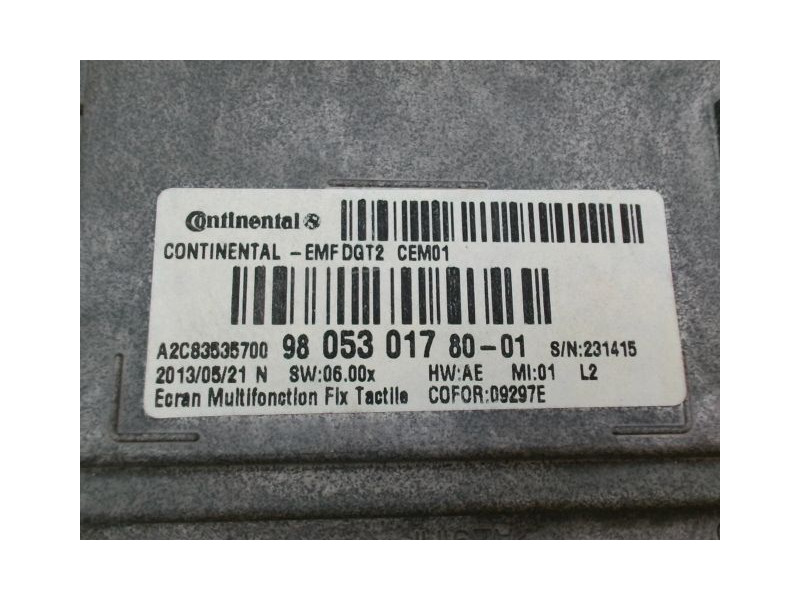 Continental
CONTINENTAL -EMF DGT2 CEM01
A2C83535700 98 053 017 80-01 S/N:231415
2013/05/21 N SW:06.00x HW:AE MI:01 L2
Ecran Multifonction Fix Tactile COFOR:09297E